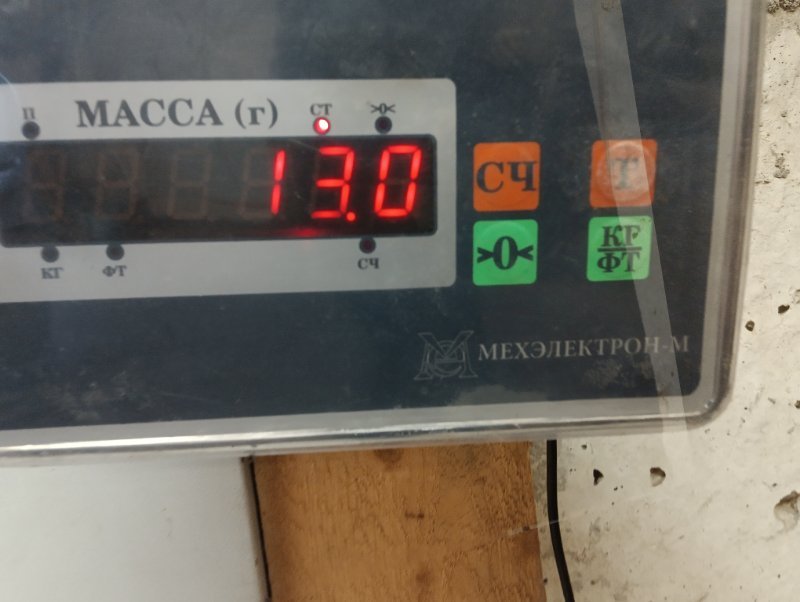 П МАССА (г) СТ >0<
13.0
КГ ФТ СЧ
СЧ Т
>0< КГ
ФТ
МЕХЭЛЕКТРОН-М